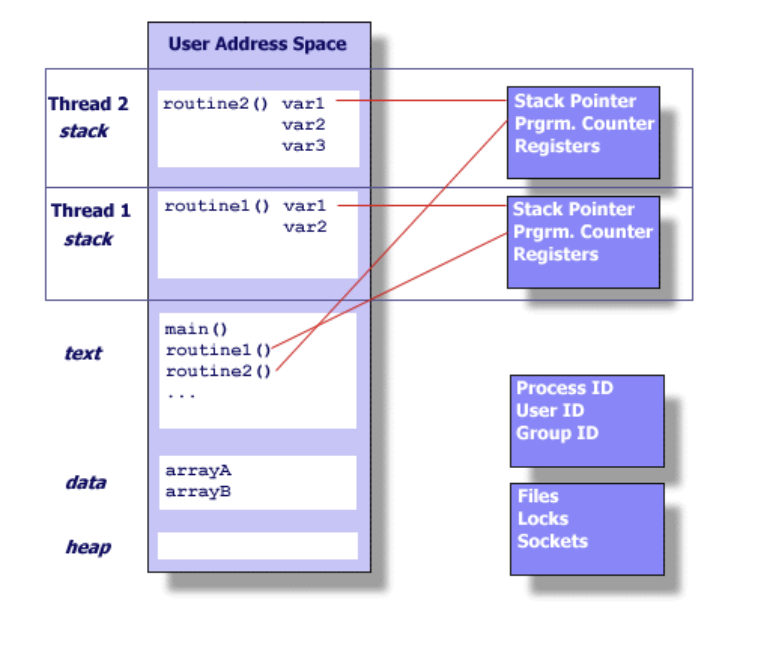 User Address Space
Thread 2
stack
routine2() var1
var2
var3
Stack Pointer
Prgrm. Counter
Registers
Thread 1
stack
routine1() var1
var2
Stack Pointer
Prgrm. Counter
Registers
text
main()
routine1()
routine2()
...
Process ID
User ID
Group ID
data
arrayA
arrayB
Files
Locks
Sockets
heap